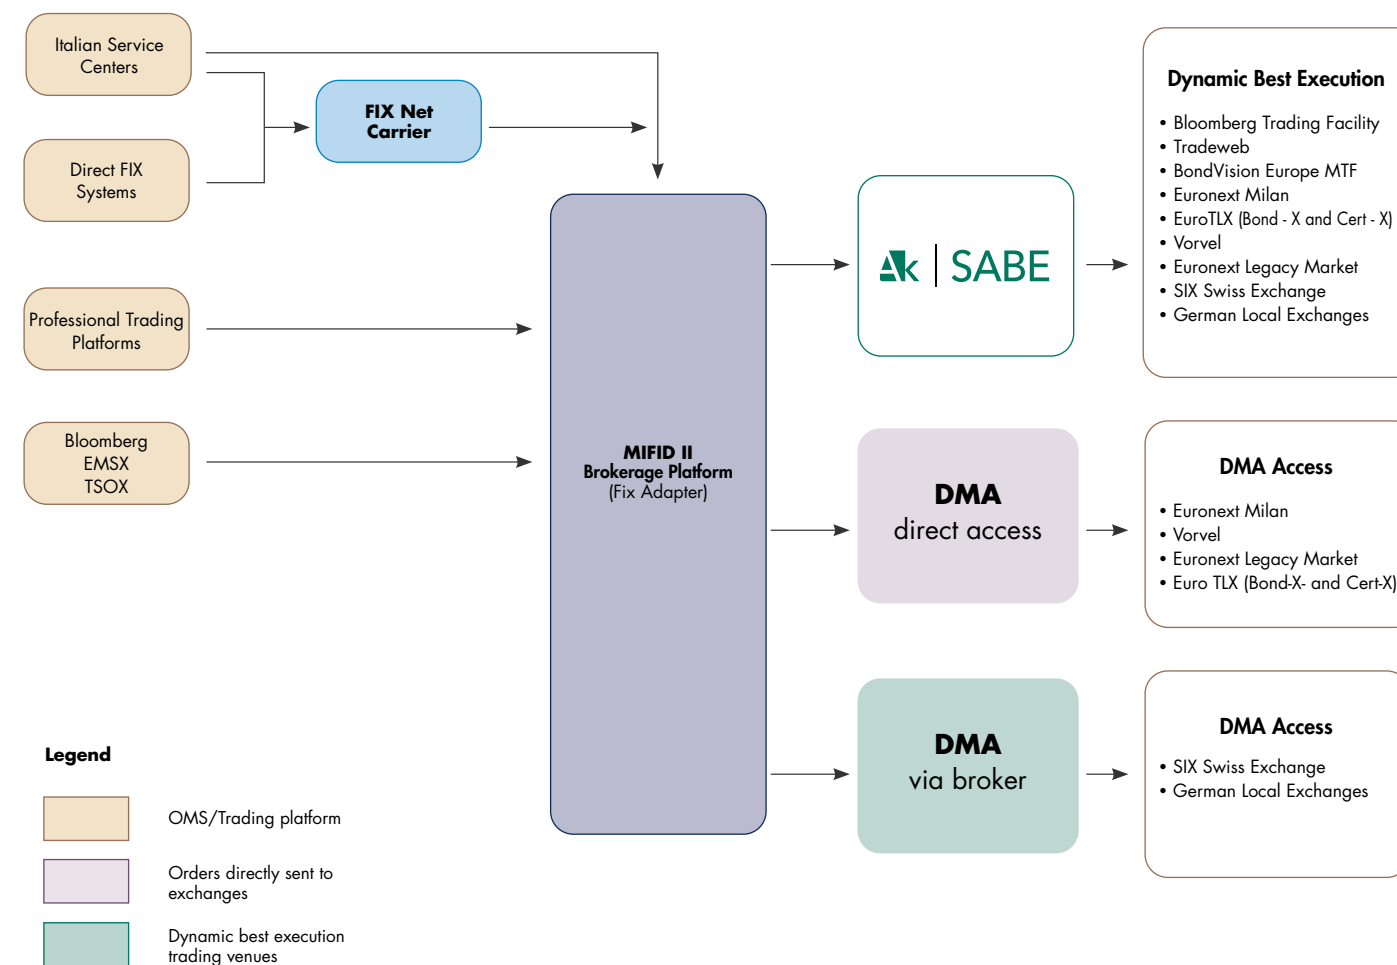 Italian Service
Centers
Direct FIX
Systems
FIX Net
Carrier
Professional Trading
Platforms
Bloomberg
EMSX
TSOX
MIFID II
Brokerage Platform
(Fix Adapter)
Ak | SABE
DMA
direct access
DMA
via broker
Dynamic Best Execution
• Bloomberg Trading Facility
• Tradeweb
• BondVision Europe MTF
• Euronext Milan
• EuroTLX (Bond - X and Cert - X)
• Vorvel
• Euronext Legacy Market
• SIX Swiss Exchange
• German Local Exchanges
DMA Access
• Euronext Milan
• Vorvel
• Euronext Legacy Market
• Euro TLX (Bond-X- and Cert-X)
DMA Access
• SIX Swiss Exchange
• German Local Exchanges
Legend
OMS/Trading platform
Orders directly sent to
exchanges
Dynamic best execution
trading venues